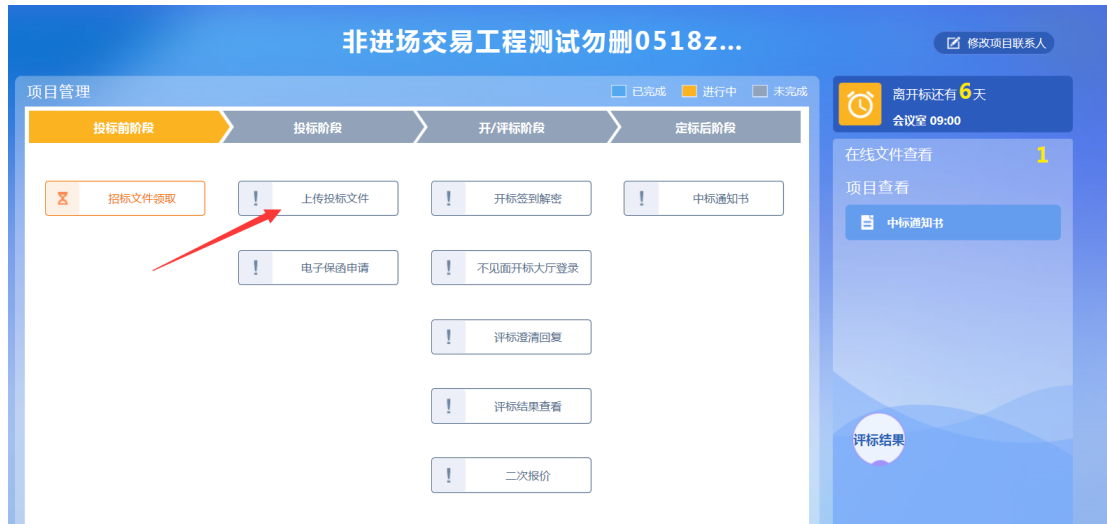 非进场交易工程测试勿删0518z...
修改项目联系人
项目管理
已完成 进行中 未完成
投标前阶段 投标阶段 开/评标阶段 定标后阶段
招标文件领取 上传投标文件 开标签到解密 中标通知书
电子保函申请 不见面开标大厅登录
评标澄清回复
评标结果查看
二次报价
离开标还有6天
会议室 09:00
在线文件查看 1
项目查看
中标通知书
评标结果